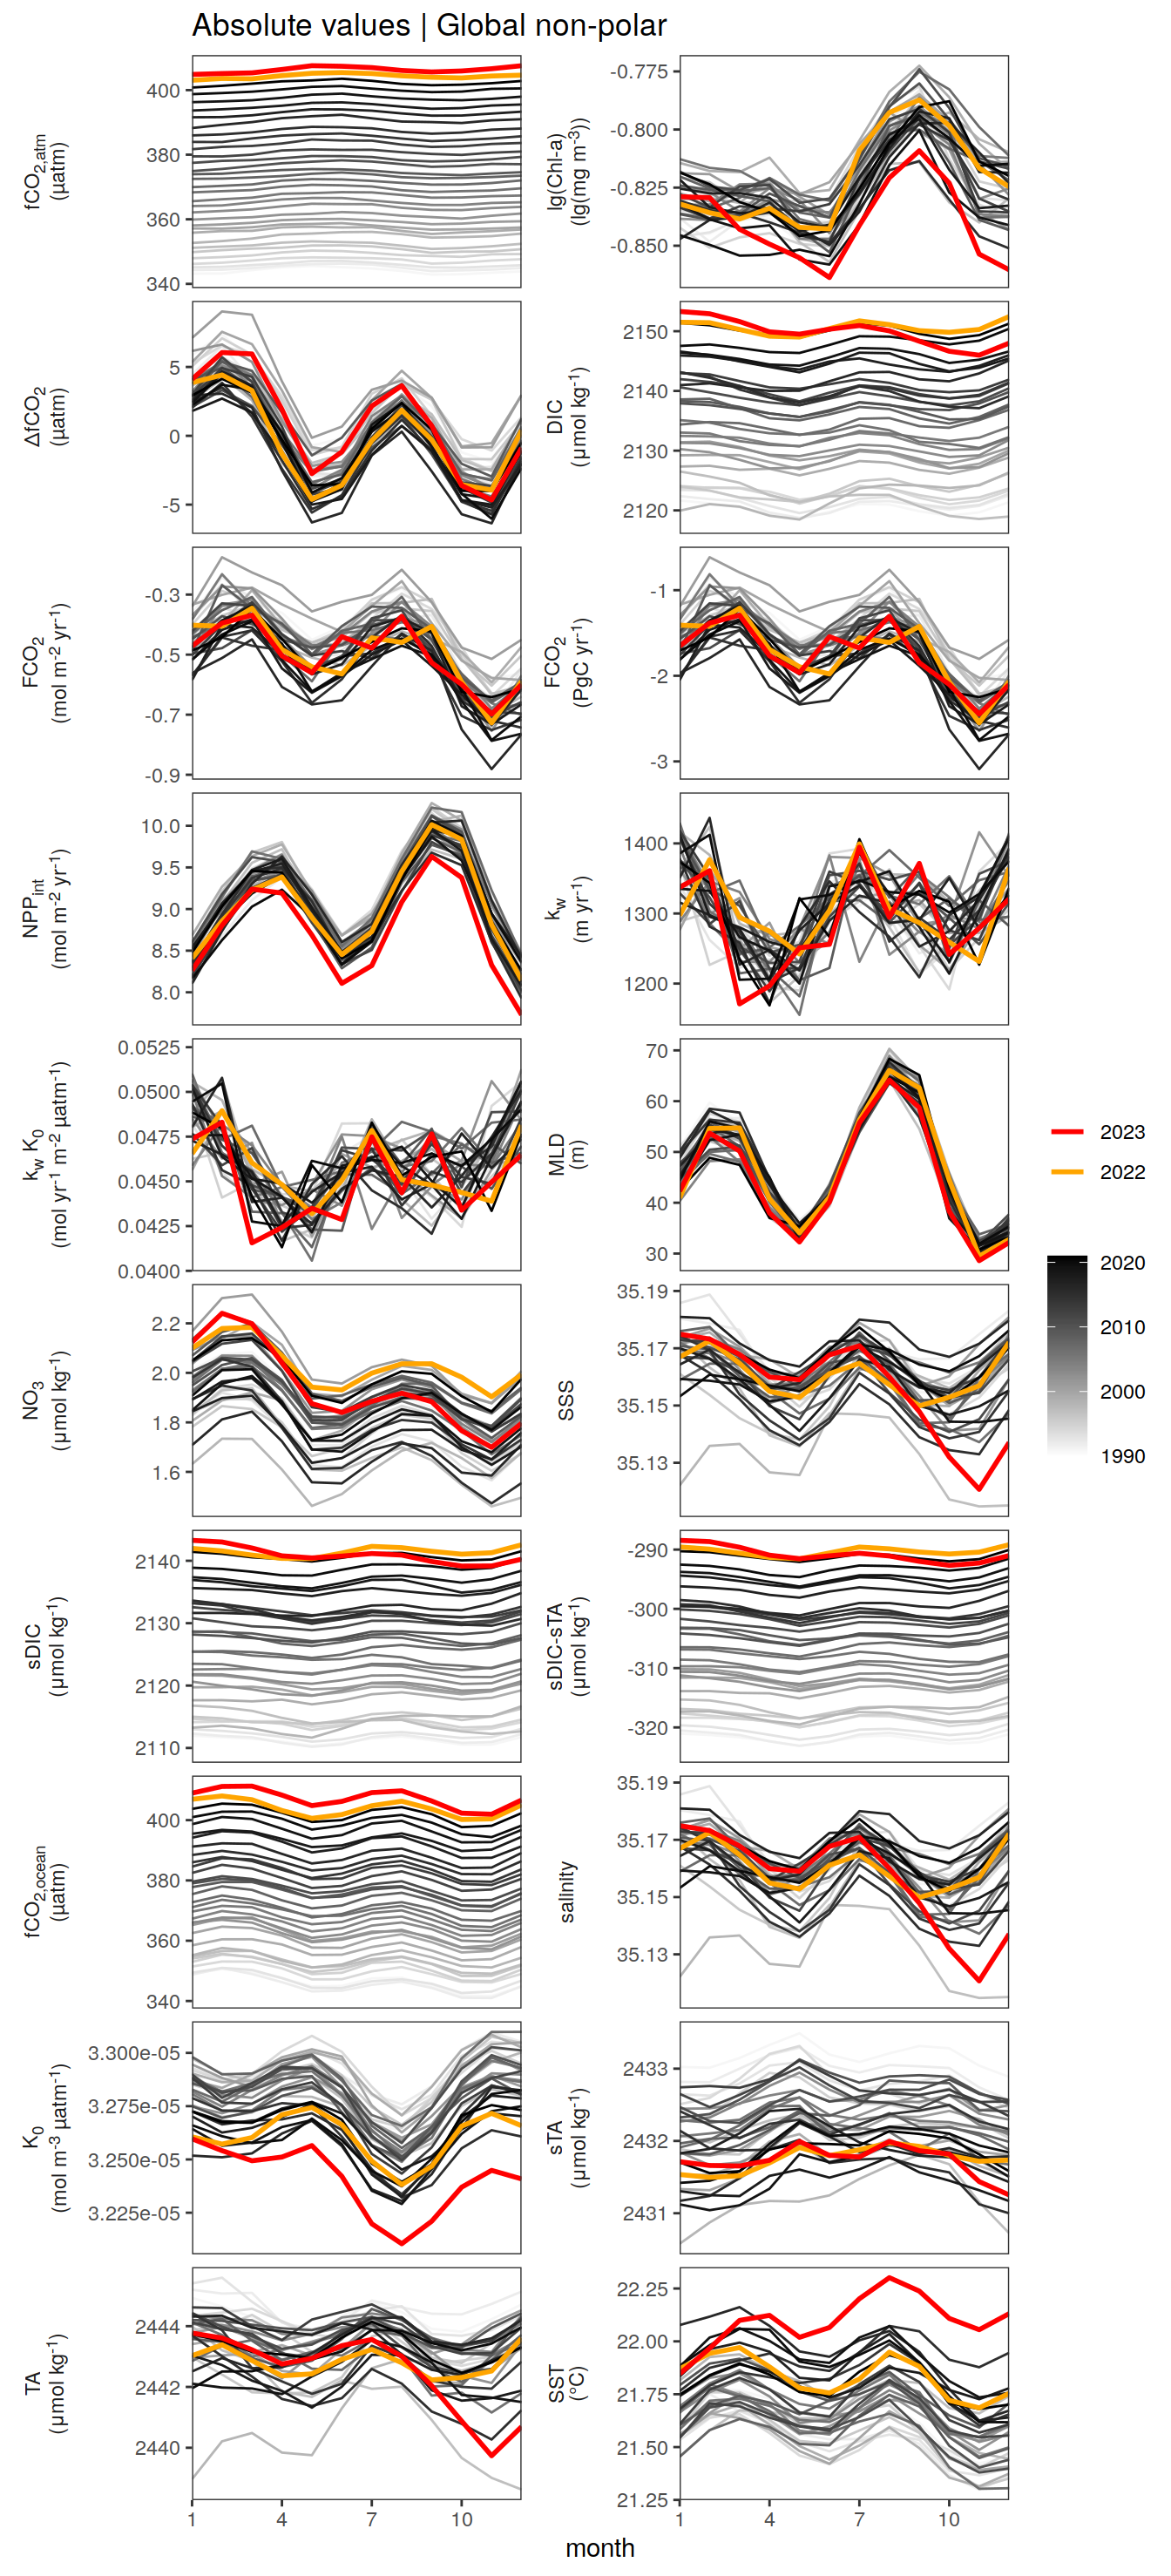 Absolute values | Global non-polar
fCO2,atm
(µatm)
400
380
360
340
lg(Chl-a)
(lg(mg m-3))
-0.775
-0.800
-0.825
-0.850
ΔfCO2
(µatm)
5
0
-5
DIC
(µmol kg-1)
2150
2140
2130
2120
FCO2
(mol m-2 yr-1)
-0.3
-0.5
-0.7
-0.9
FCO2
(PgC yr-1)
-1
-2
-3
NPPint
(mol m-2 yr-1)
10.0
9.5
9.0
8.5
8.0
kw
(m yr-1)
1400
1300
1200
kw K0
(mol yr-1 m-2 µatm-1)
0.0525
0.0500
0.0475
0.0450
0.0425
0.0400
MLD
(m)
70
60
50
40
30
2023
2022
2020
2010
2000
1990
NO3
(µmol kg-1)
2.2
2.0
1.8
1.6
SSS
35.19
35.17
35.15
35.13
sDIC
(µmol kg-1)
2140
2130
2120
2110
sDIC-sTA
(µmol kg-1)
-290
-300
-310
-320
fCO2,ocean
(µatm)
400
380
360
340
salinity
35.19
35.17
35.15
35.13
K0
(mol m-3 µatm-1)
3.300e-05
3.275e-05
3.250e-05
3.225e-05
sTA
(µmol kg-1)
2433
2432
2431
TA
(µmol kg-1)
2444
2442
2440
SST
(°C)
22.25
22.00
21.75
21.50
21.25
1 4 7 10
1 4 7 10
month